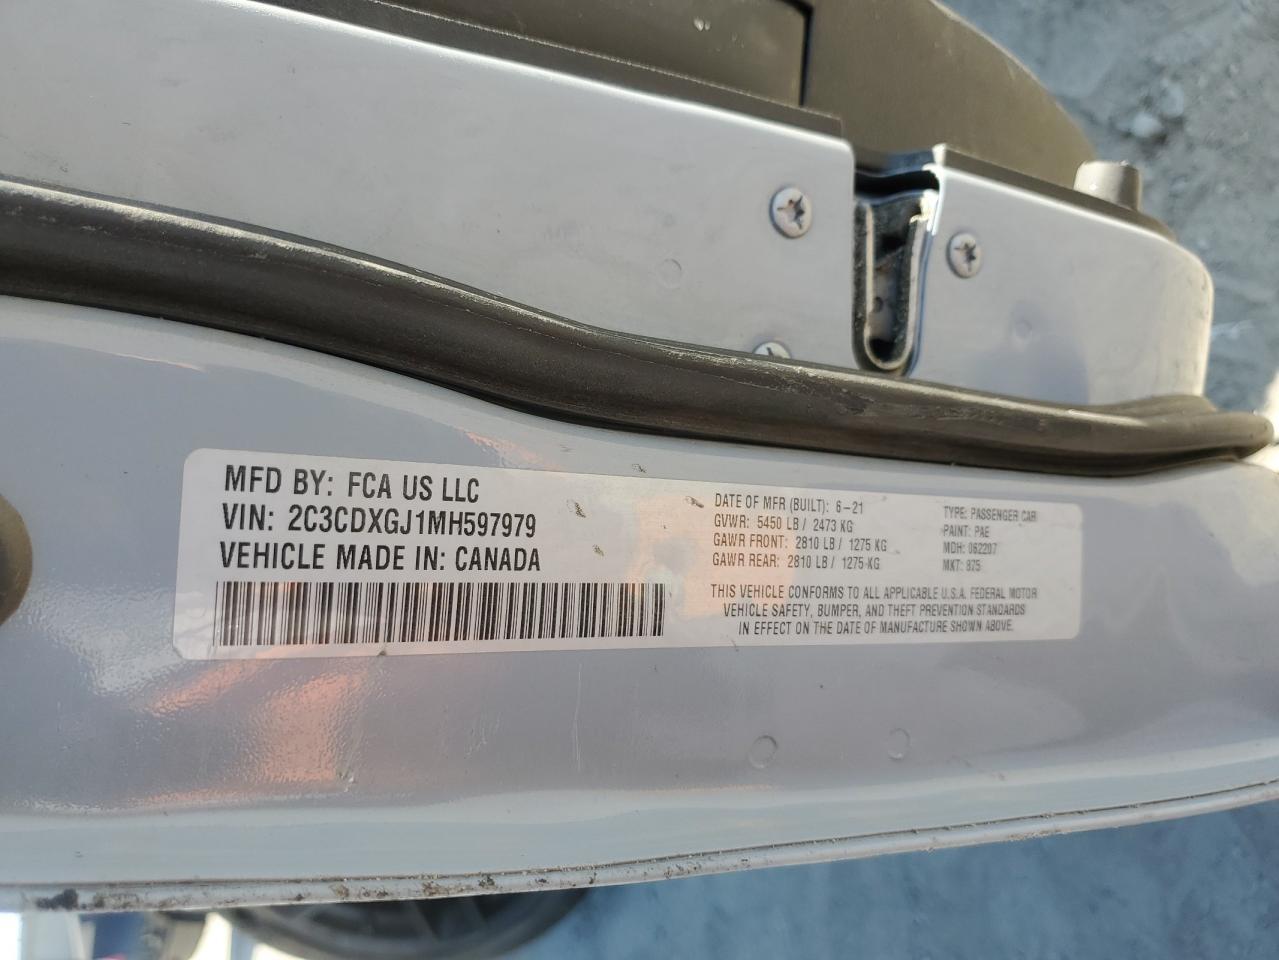 MFD BY: FCA US LLC
VIN: 2C3CDXGJ1MH597979
VEHICLE MADE IN: CANADA
DATE OF MFR (BUILT): 6-21
GVWR: 5450 LB / 2473 KG
GAWR FRONT: 2810 LB / 1275 KG
GAWR REAR: 2810 LB / 1275 KG
TYPE: PASSENGER CAR
PAINT: PAE
MDH: 062207
MKT: 875
THIS VEHICLE CONFORMS TO ALL APPLICABLE U.S.A. FEDERAL MOTOR
VEHICLE SAFETY, BUMPER, AND THEFT PREVENTION STANDARDS
IN EFFECT ON THE DATE OF MANUFACTURE SHOWN ABOVE.